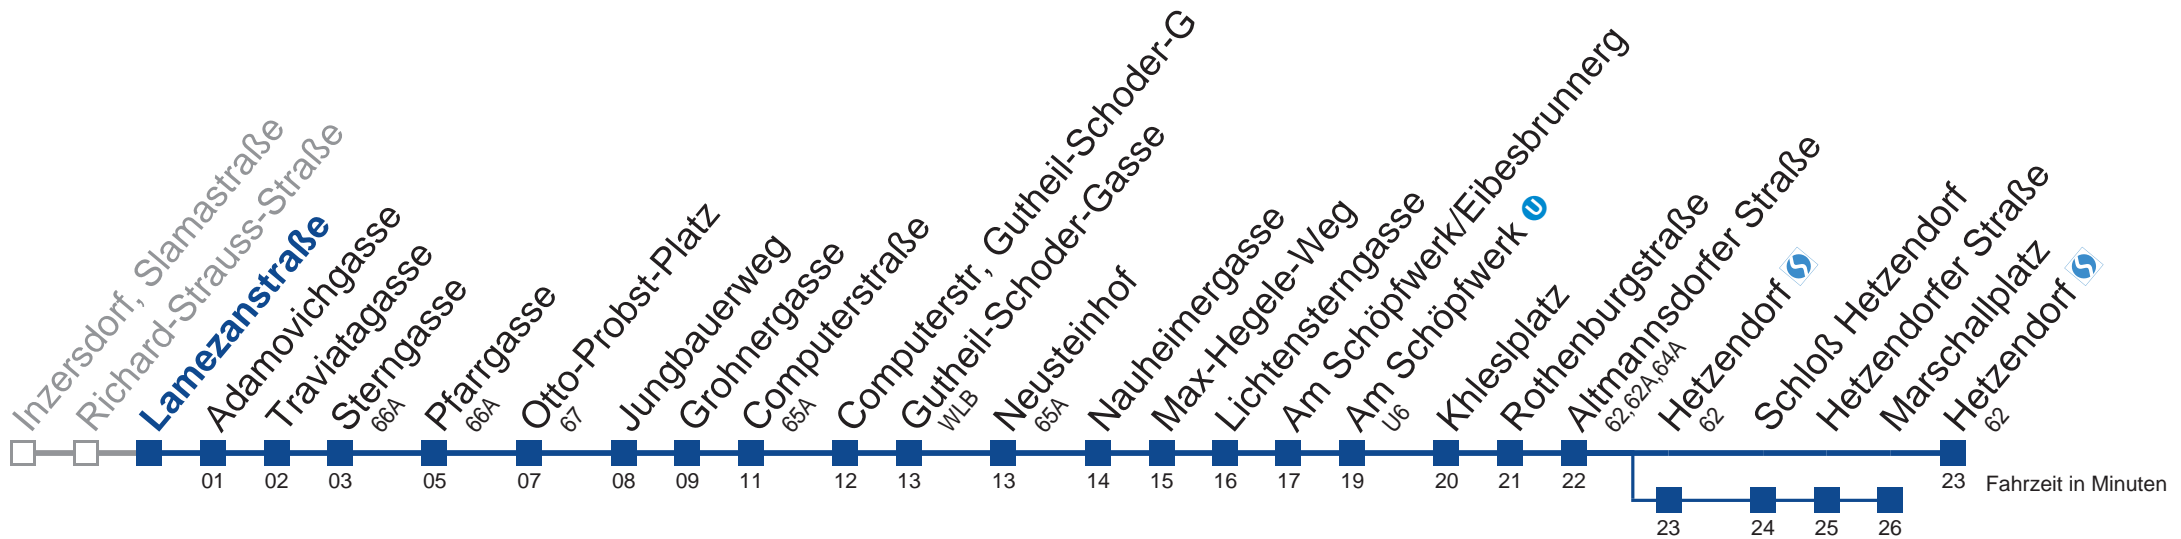 Inzersdorf, Slamastraße
Richard-Strauss-Straße
Lamezanstraße
Adamovichgasse
01
Traviatagasse
02
Sterngasse
66A
03
Pfarrgasse
66A
05
Otto-Probst-Platz
67
07
Jungbauerweg
08
Grohnergasse
09
Computerstraße
65A
11
Computerstr, Gutheil-Schoder-G
12
Gutheil-Schoder-Gasse
WLB
13
Neusteinhof
65A
13
Nauheimergasse
14
Max-Hegele-Weg
15
Lichtensterngasse
16
Am Schöpfwerk/Eibesbrunnerg
17
Am Schöpfwerk U
U6
19
Khleslplatz
20
Rothenburgstraße
21
Altmannsdorfer Straße
62,62A,64A
22
Hetzendorf
62
23
Schloß Hetzendorf
24
Hetzendorfer Straße
25
Marschallplatz
26
Hetzendorf
62
23
Fahrzeit in Minuten